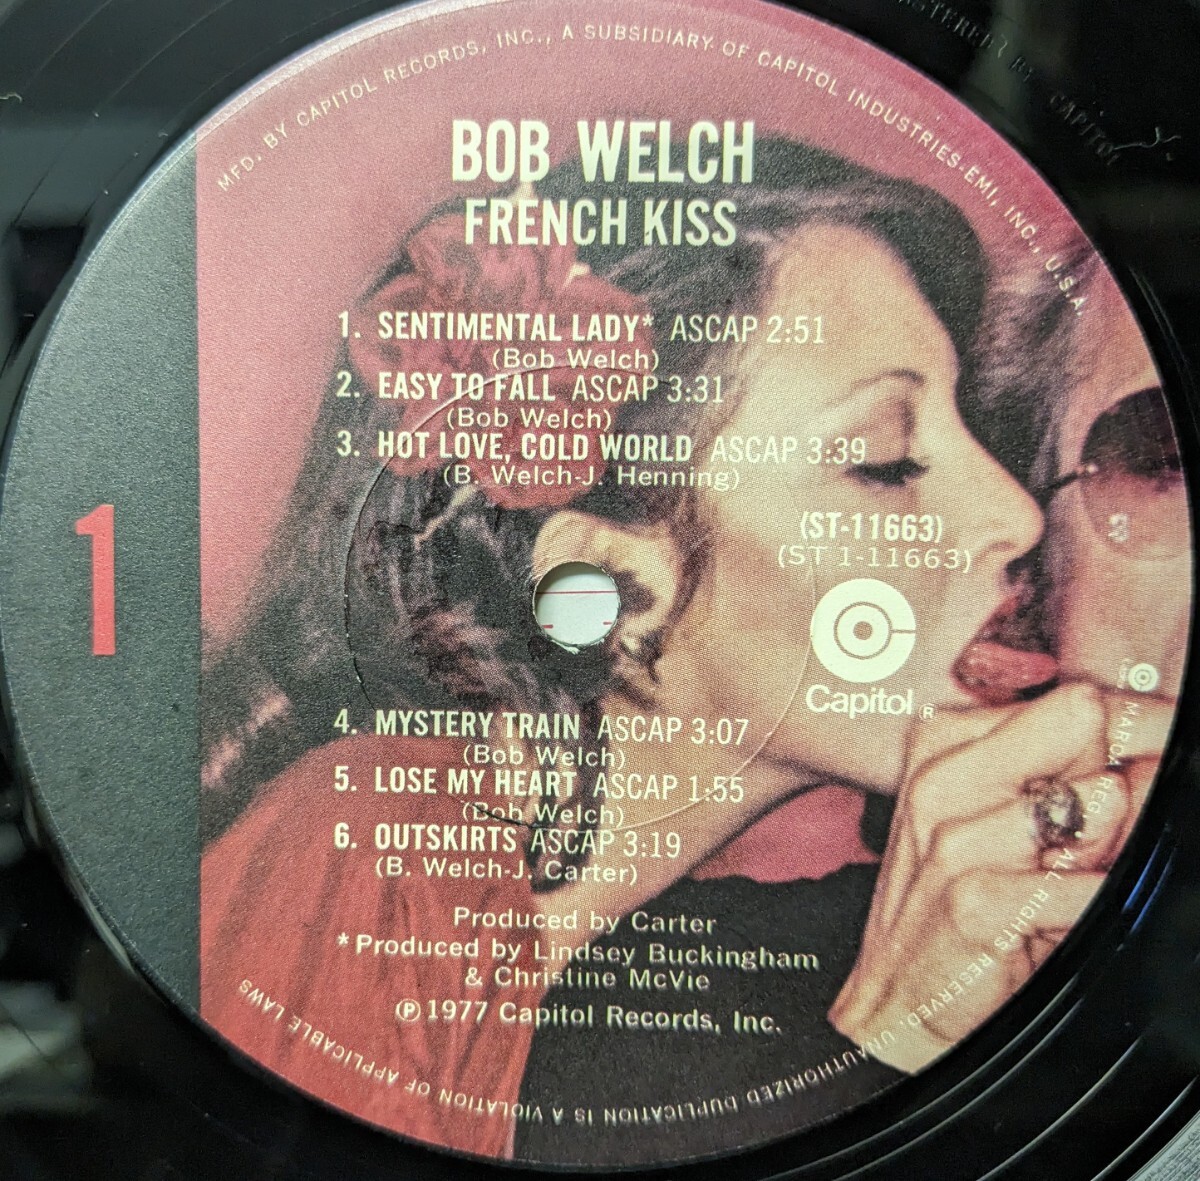 MFD. BY CAPITOL RECORDS, INC., A SUBSIDIARY OF CAPITOL INDUSTRIES-EMI, INC., U.S.A.
MASTERED BY CAPITOL
BOB WELCH
FRENCH KISS
1. SENTIMENTAL LADY* ASCAP 2:51
(Bob Welch)
2. EASY TO FALL ASCAP 3:31
(Bob Welch)
3. HOT LOVE, COLD WORLD ASCAP 3:39
(B. Welch-J. Henning)
1
(ST-11663)
(ST 1-11663)
Capitol ®
4. MYSTERY TRAIN ASCAP 3:07
(Bob Welch)
5. LOSE MY HEART ASCAP 1:55
(Bob Welch)
6. OUTSKIRTS ASCAP 3:19
(B. Welch-J. Carter)
Produced by Carter
*Produced by Lindsey Buckingham
& Christine McVie
℗ 1977 Capitol Records, Inc.
MARCA REG. • ALL RIGHTS RESERVED. UNAUTHORIZED DUPLICATION IS A VIOLATION OF APPLICABLE LAWS